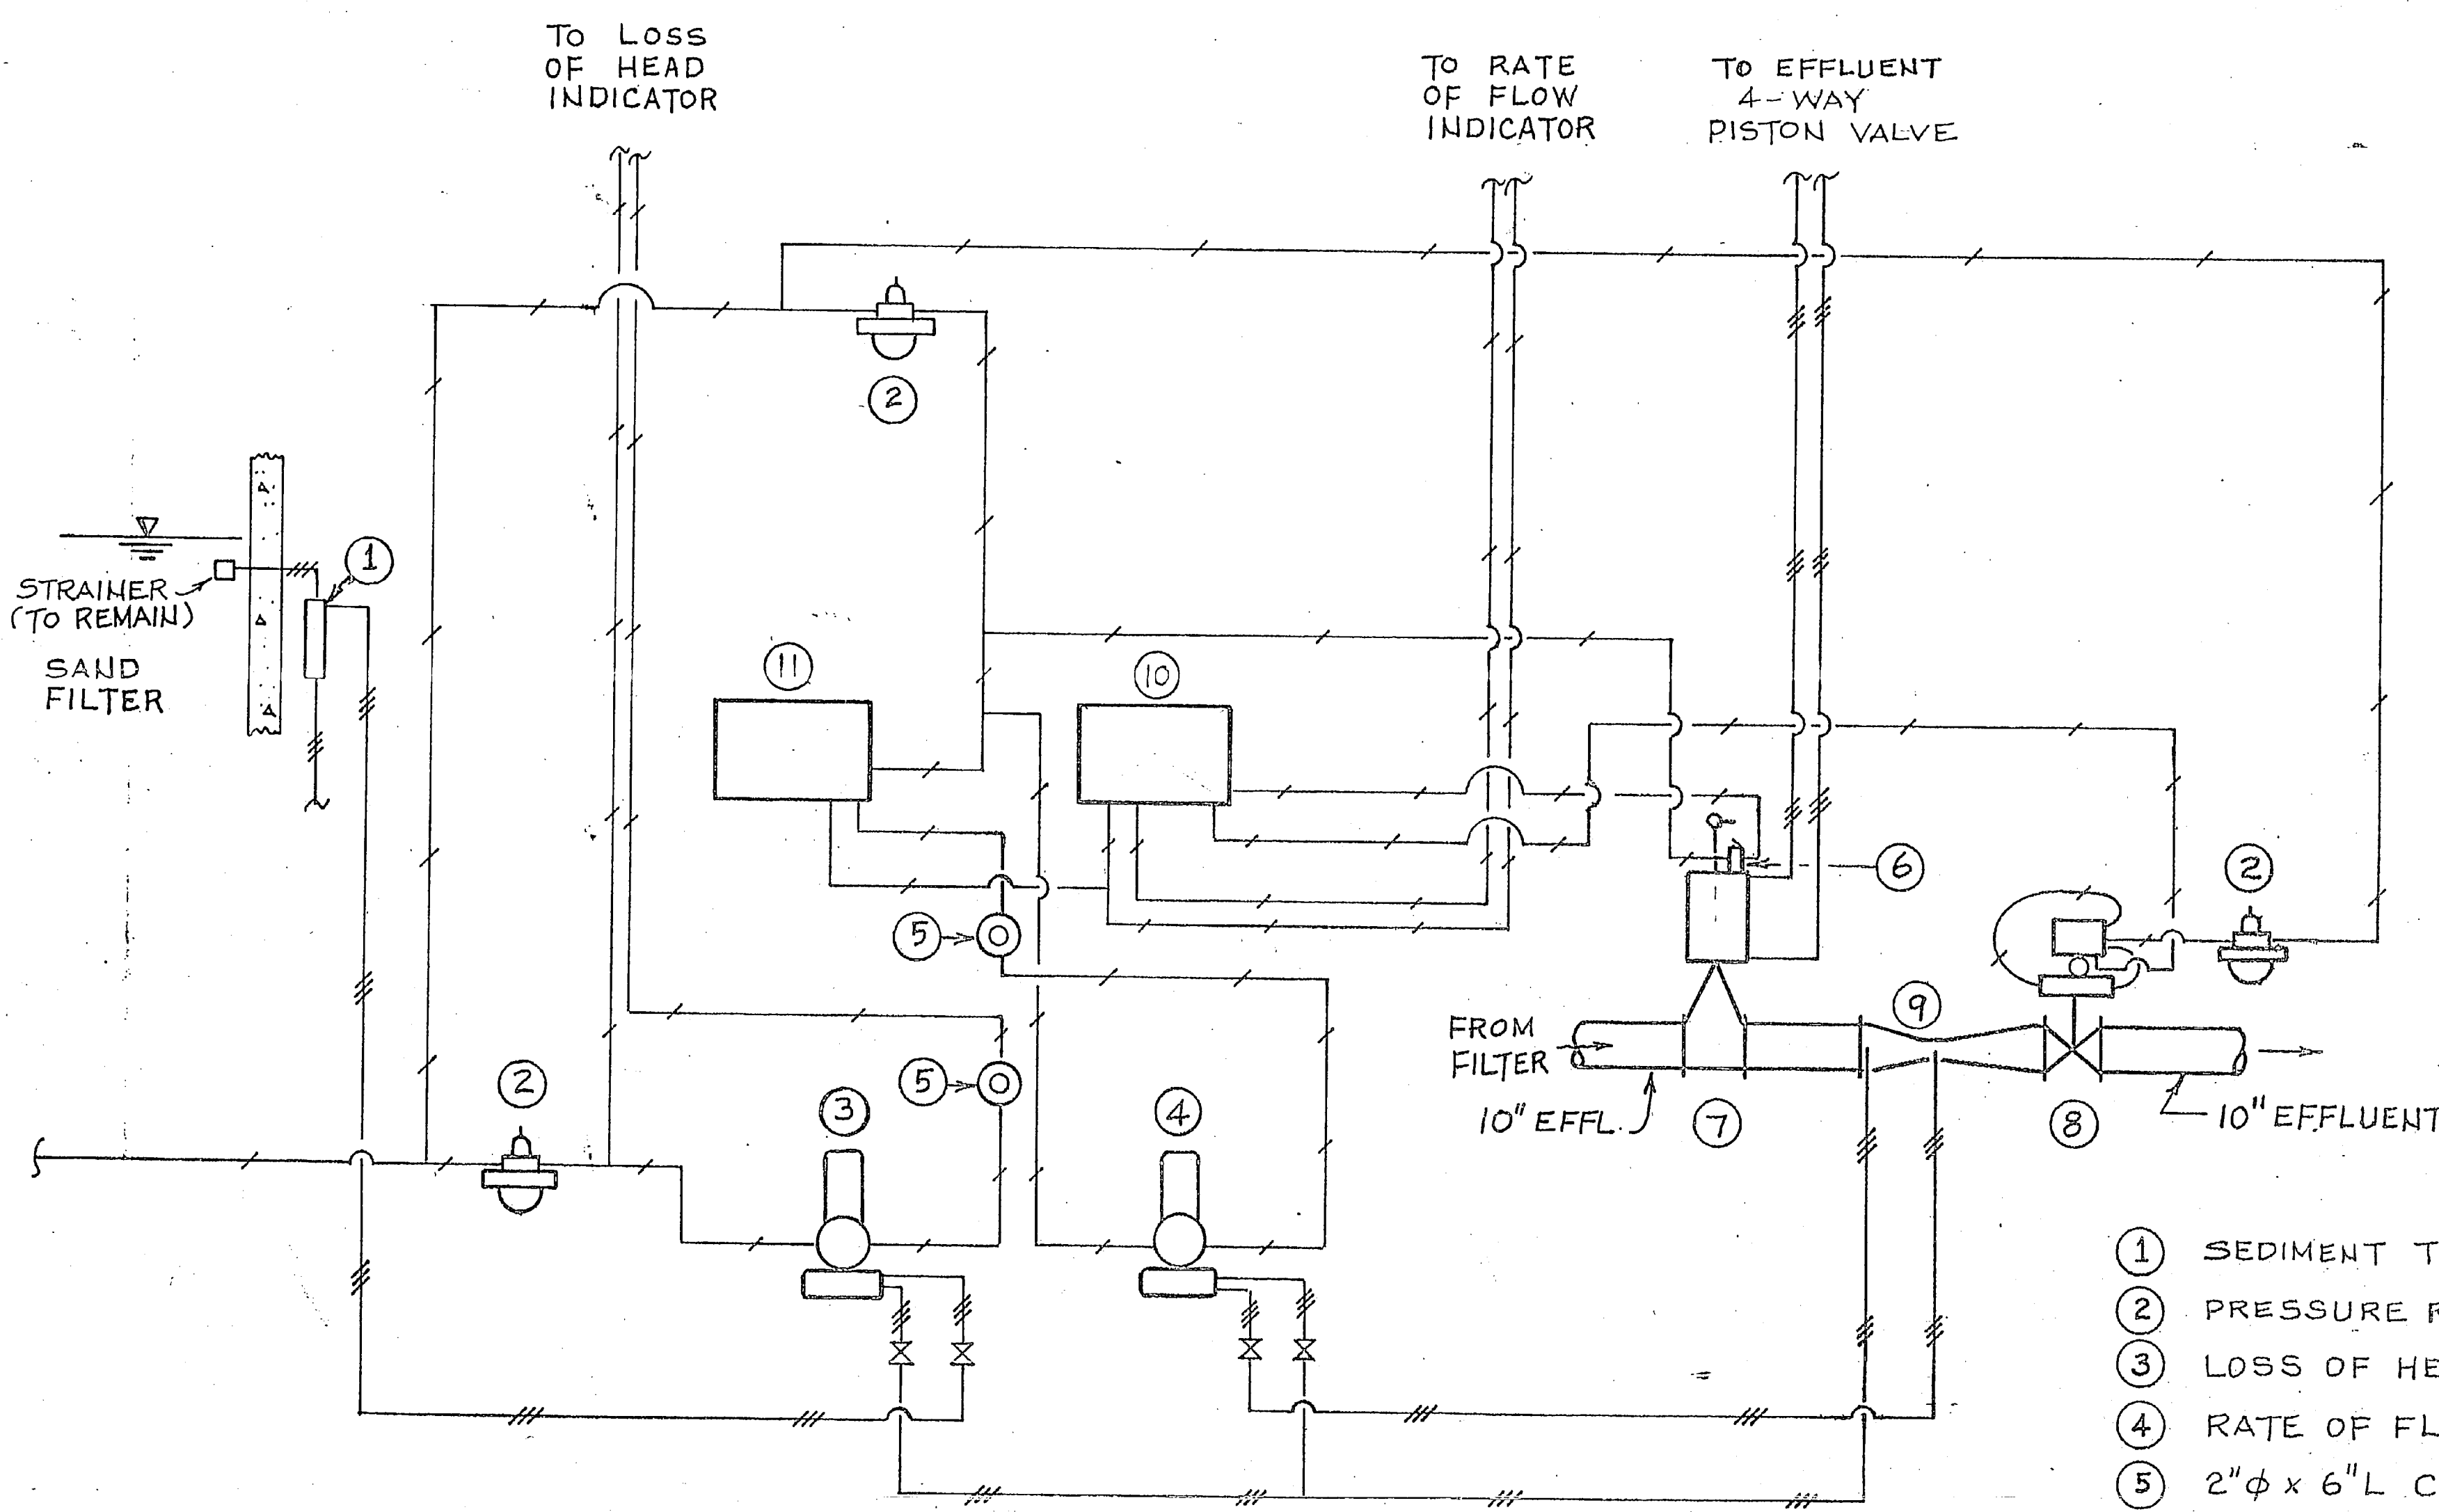 TO LOSS
OF HEAD
INDICATOR
TO RATE
OF FLOW
INDICATOR
TO EFFLUENT
4-WAY
PISTON VALVE
2
1
STRAINER
(TO REMAIN)
SAND
FILTER
11
10
6
2
5
9
FROM
FILTER
2
5
3
4
10" EFFL.
7
8
10" EFFLUENT
1 SEDIMENT T
2 PRESSURE
3 LOSS OF HE
4 RATE OF FL
5 2"φ x 6"L C